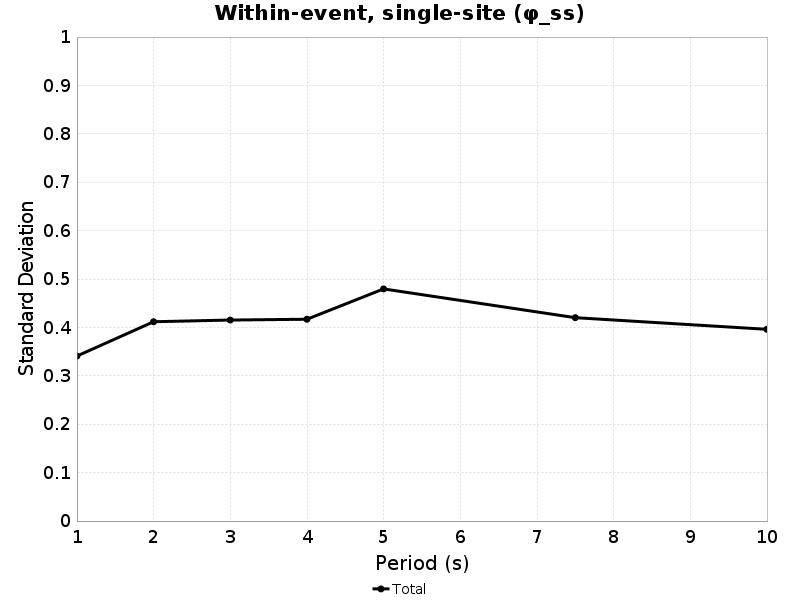 Within-event, single-site (φ_ss)
1
0.9
0.8
0.7
0.6
0.5
0.4
0.3
0.2
0.1
0
Standard Deviation
1 2 3 4 5 6 7 8 9 10
Period (s)
Total